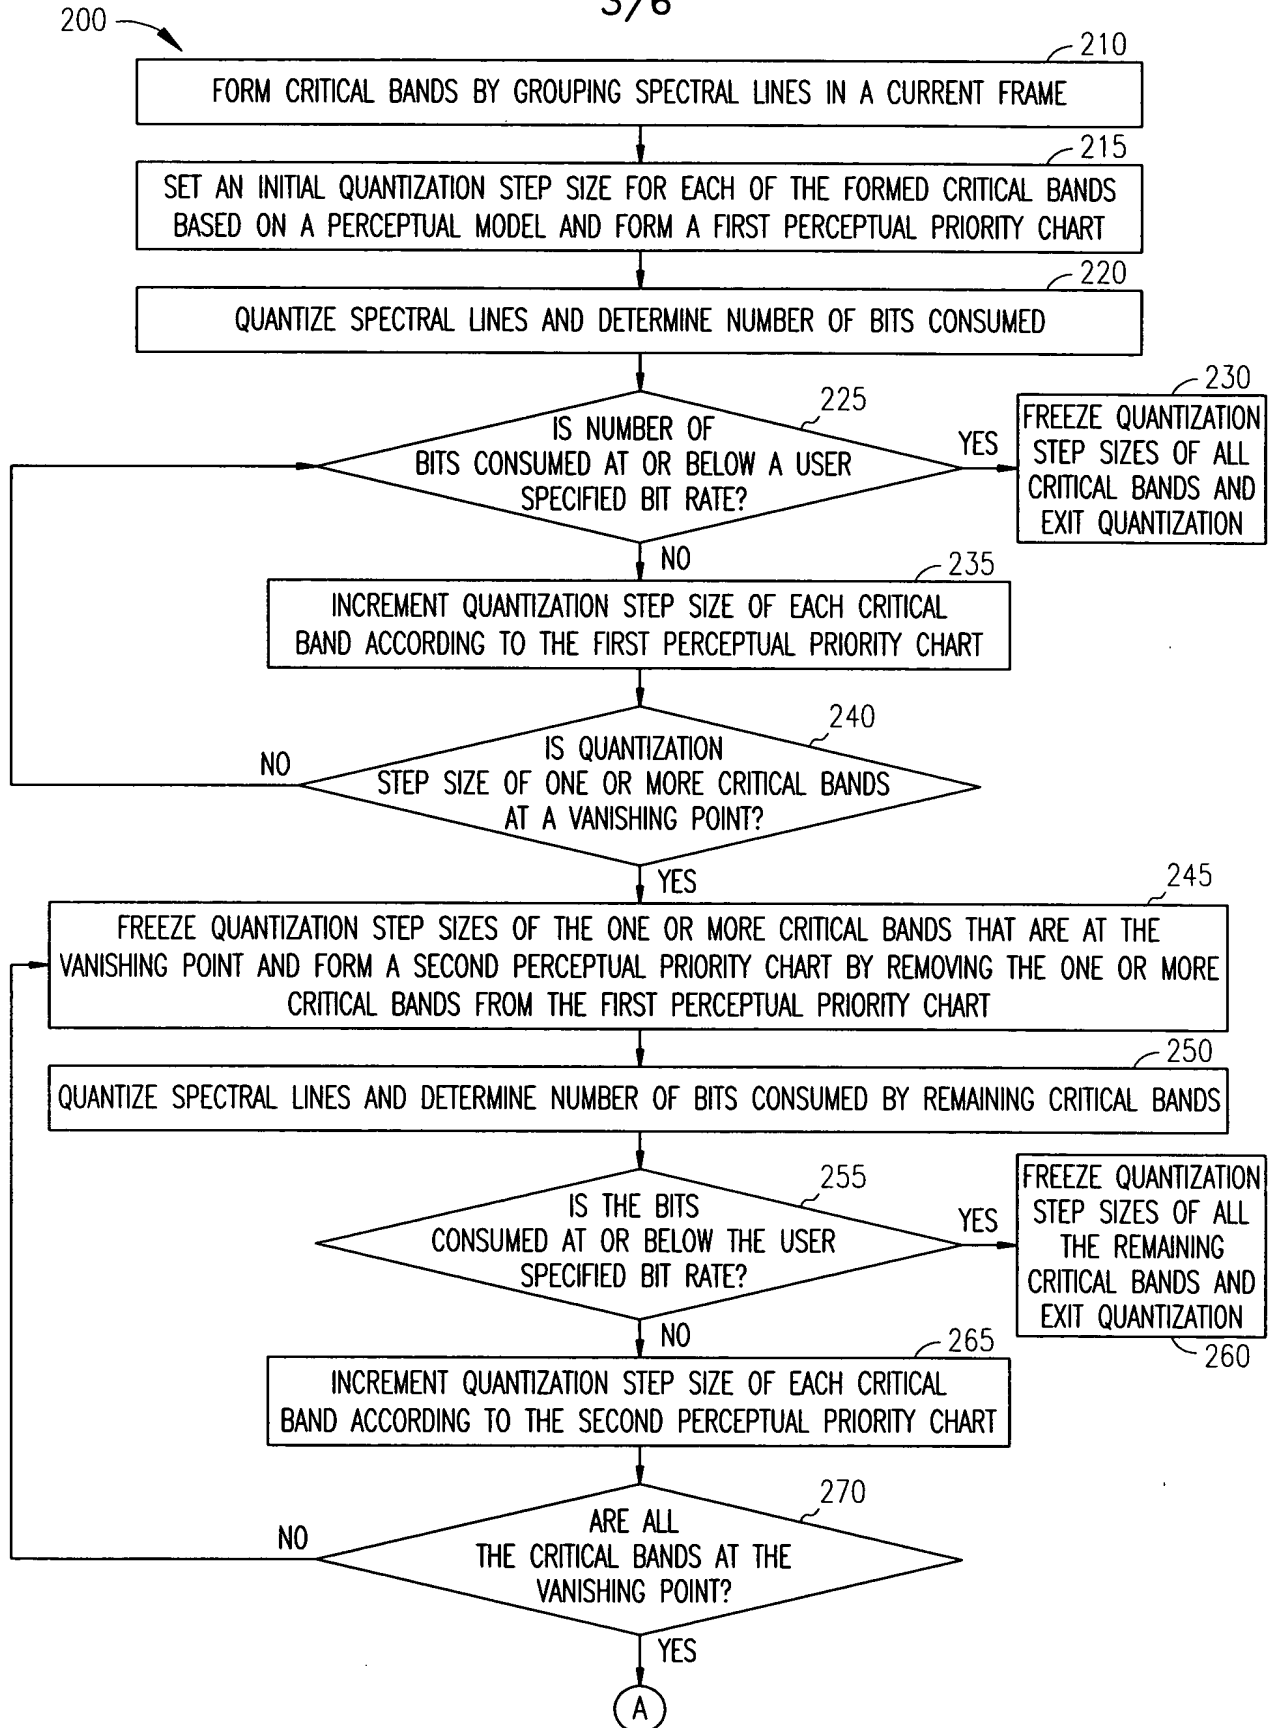 3/6
200
210
FORM CRITICAL BANDS BY GROUPING SPECTRAL LINES IN A CURRENT FRAME
215
SET AN INITIAL QUANTIZATION STEP SIZE FOR EACH OF THE FORMED CRITICAL BANDS
BASED ON A PERCEPTUAL MODEL AND FORM A FIRST PERCEPTUAL PRIORITY CHART
220
QUANTIZE SPECTRAL LINES AND DETERMINE NUMBER OF BITS CONSUMED
225
IS NUMBER OF
BITS CONSUMED AT OR BELOW A USER
SPECIFIED BIT RATE?
YES
230
FREEZE QUANTIZATION
STEP SIZES OF ALL
CRITICAL BANDS AND
EXIT QUANTIZATION
NO
235
INCREMENT QUANTIZATION STEP SIZE OF EACH CRITICAL
BAND ACCORDING TO THE FIRST PERCEPTUAL PRIORITY CHART
240
IS QUANTIZATION
STEP SIZE OF ONE OR MORE CRITICAL BANDS
AT A VANISHING POINT?
NO
YES
245
FREEZE QUANTIZATION STEP SIZES OF THE ONE OR MORE CRITICAL BANDS THAT ARE AT THE
VANISHING POINT AND FORM A SECOND PERCEPTUAL PRIORITY CHART BY REMOVING THE ONE OR MORE
CRITICAL BANDS FROM THE FIRST PERCEPTUAL PRIORITY CHART
250
QUANTIZE SPECTRAL LINES AND DETERMINE NUMBER OF BITS CONSUMED BY REMAINING CRITICAL BANDS
255
IS THE BITS
CONSUMED AT OR BELOW THE USER
SPECIFIED BIT RATE?
YES
FREEZE QUANTIZATION
STEP SIZES OF ALL
THE REMAINING
CRITICAL BANDS AND
EXIT QUANTIZATION
260
NO
265
INCREMENT QUANTIZATION STEP SIZE OF EACH CRITICAL
BAND ACCORDING TO THE SECOND PERCEPTUAL PRIORITY CHART
270
ARE ALL
THE CRITICAL BANDS AT THE
VANISHING POINT?
NO
YES
A